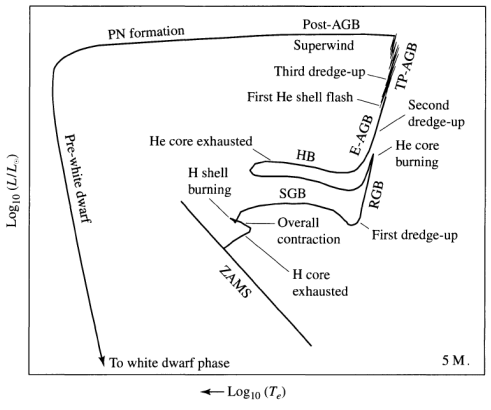 Post-AGB
PN formation
Superwind
TP-AGB
Third dredge-up
First He shell flash
Second
dredge-up
E-AGB
He core exhausted
HB
He core
burning
Pre-white dwarf
H shell
burning
SGB
RGB
Overall
contraction
First dredge-up
ZAMS
H core
exhausted
To white dwarf phase
5 M.
Log₁₀ (Tₑ)